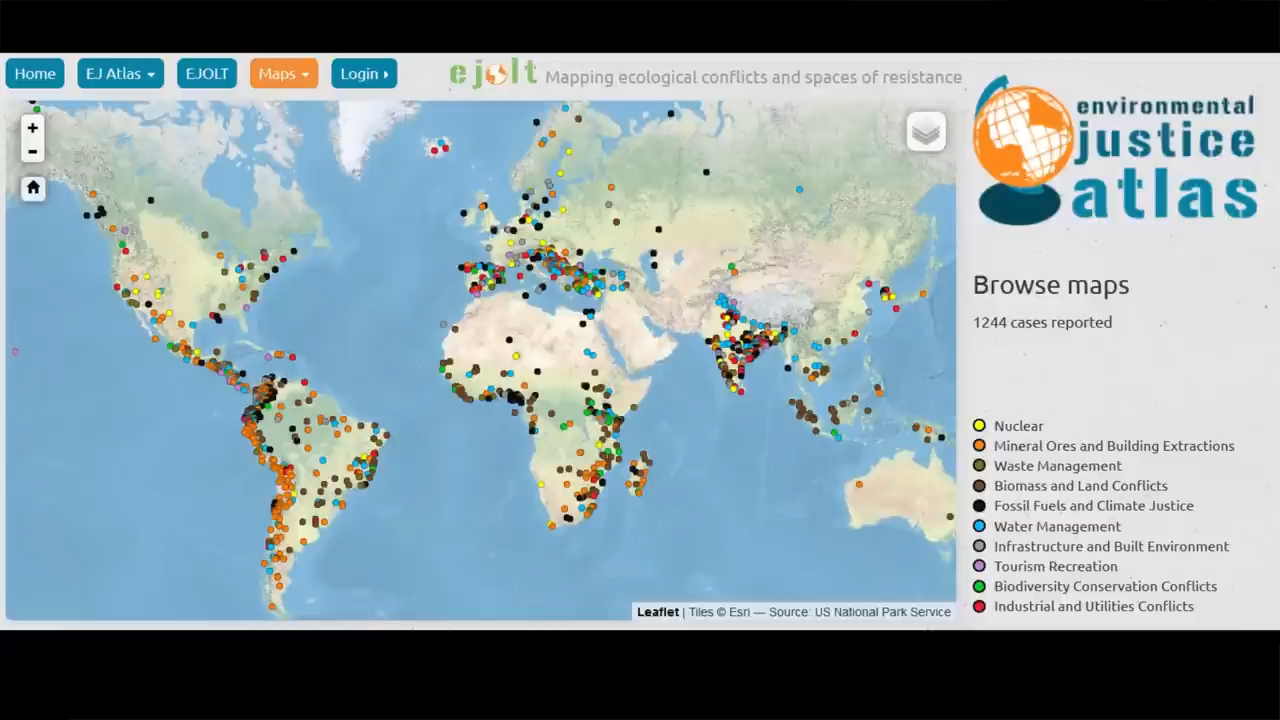 Home
EJ Atlas
EJOLT
Maps
Login
ejolt Mapping ecological conflicts and spaces of resistance
+
-
environmental
justice
atlas
Browse maps
1244 cases reported
Nuclear
Mineral Ores and Building Extractions
Waste Management
Biomass and Land Conflicts
Fossil Fuels and Climate Justice
Water Management
Infrastructure and Built Environment
Tourism Recreation
Biodiversity Conservation Conflicts
Industrial and Utilities Conflicts
Leaflet | Tiles © Esri — Source: US National Park Service